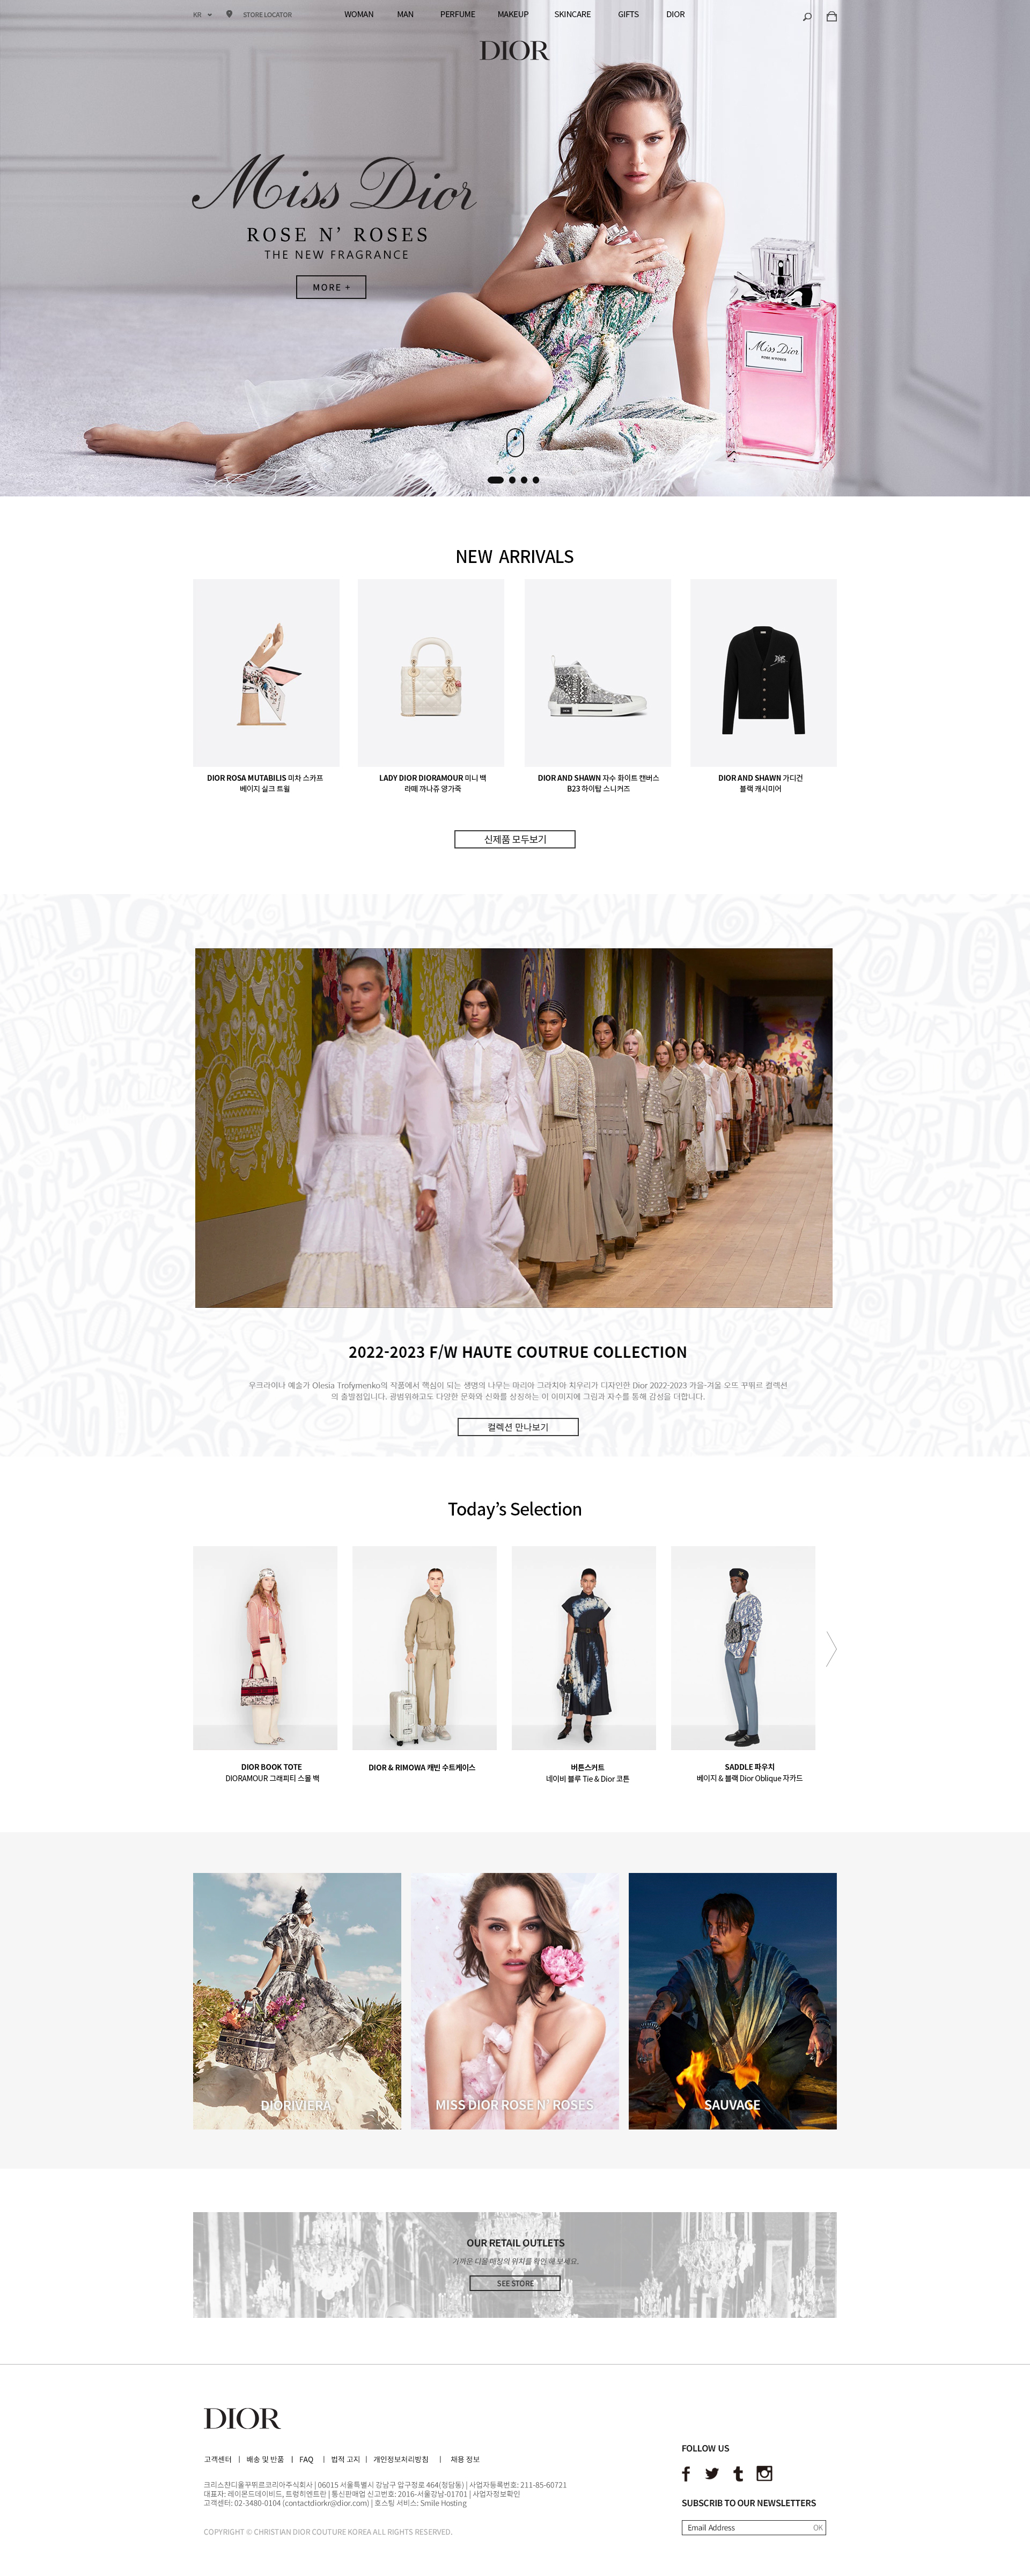 KR
STORE LOCATOR
WOMAN
MAN
PERFUME
MAKEUP
SKINCARE
GIFTS
DIOR
DIOR
Miss Dior
ROSE N' ROSES
THE NEW FRAGRANCE
MORE +
Miss Dior
ROSE N'ROSES
NEW ARRIVALS
DIOR ROSA MUTABILIS 미차 스카프
베이지 실크 트윌
LADY DIOR DIORAMOUR 미니 백
라떼 까나쥬 양가죽
DIOR AND SHAWN 자수 화이트 캔버스
B23 하이탑 스니커즈
DIOR AND SHAWN 가디건
블랙 캐시미어
신제품 모두보기
2022-2023 F/W HAUTE COUTRUE COLLECTION
우크라이나 예술가 Olesia Trofymenko의 작품에서 핵심이 되는 생명의 나무는 마리아 그라치아 치우리가 디자인한 Dior 2022-2023 가을-겨울 오뜨 꾸뛰르 컬렉션
의 출발점입니다. 광범위하고도 다양한 문화와 신화를 상징하는 이 이미지에 그림과 자수를 통해 감성을 더합니다.
컬렉션 만나보기
Today's Selection
DIOR BOOK TOTE
DIORAMOUR 그래피티 스몰 백
DIOR & RIMOWA 캐빈 수트케이스
버튼스커트
네이비 블루 Tie & Dior 코튼
SADDLE 파우치
베이지 & 블랙 Dior Oblique 자카드
DIORIVIERA
MISS DIOR ROSE N' ROSES
SAUVAGE
OUR RETAIL OUTLETS
가까운 디올 매장의 위치를 확인 해 보세요.
SEE STORE
DIOR
고객센터 | 배송 및 반품 | FAQ | 법적 고지 | 개인정보처리방침 | 채용 정보
크리스챤디올꾸뛰르코리아주식회사 | 06015 서울특별시 강남구 압구정로 464(청담동) | 사업자등록번호: 211-85-60721
대표자: 레이몬드데이비드, 트렁히엔트린 | 통신판매업 신고번호: 2016-서울강남-01701 | 사업자정보확인
고객센터: 02-3480-0104 (contactdiorkr@dior.com) | 호스팅 서비스: Smile Hosting
COPYRIGHT © CHRISTIAN DIOR COUTURE KOREA ALL RIGHTS RESERVED.
FOLLOW US
SUBSCRIB TO OUR NEWSLETTERS
Email Address
OK